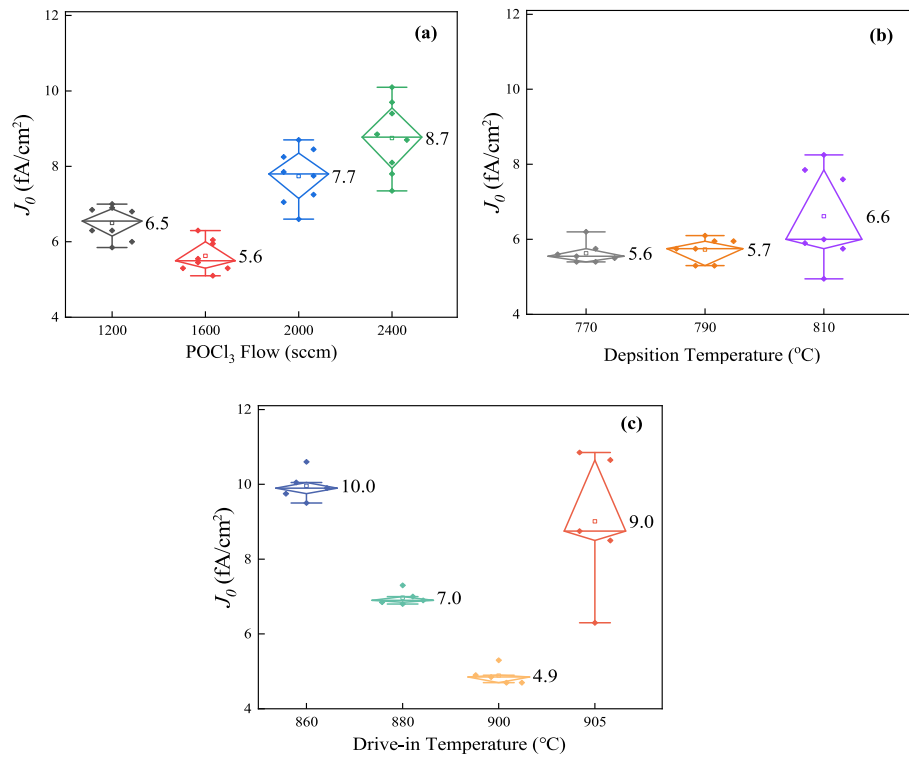 (a)
12
10
8
6
4
J0 (fA/cm²)
6.5
5.6
7.7
8.7
1200 1600 2000 2400
POCl₃ Flow (sccm)
(b)
12
10
8
6
4
J0 (fA/cm²)
5.6
5.7
6.6
770 790 810
Depsition Temperature (°C)
(c)
12
10
8
6
4
J0 (fA/cm²)
10.0
7.0
4.9
9.0
860 880 900 905
Drive-in Temperature (°C)